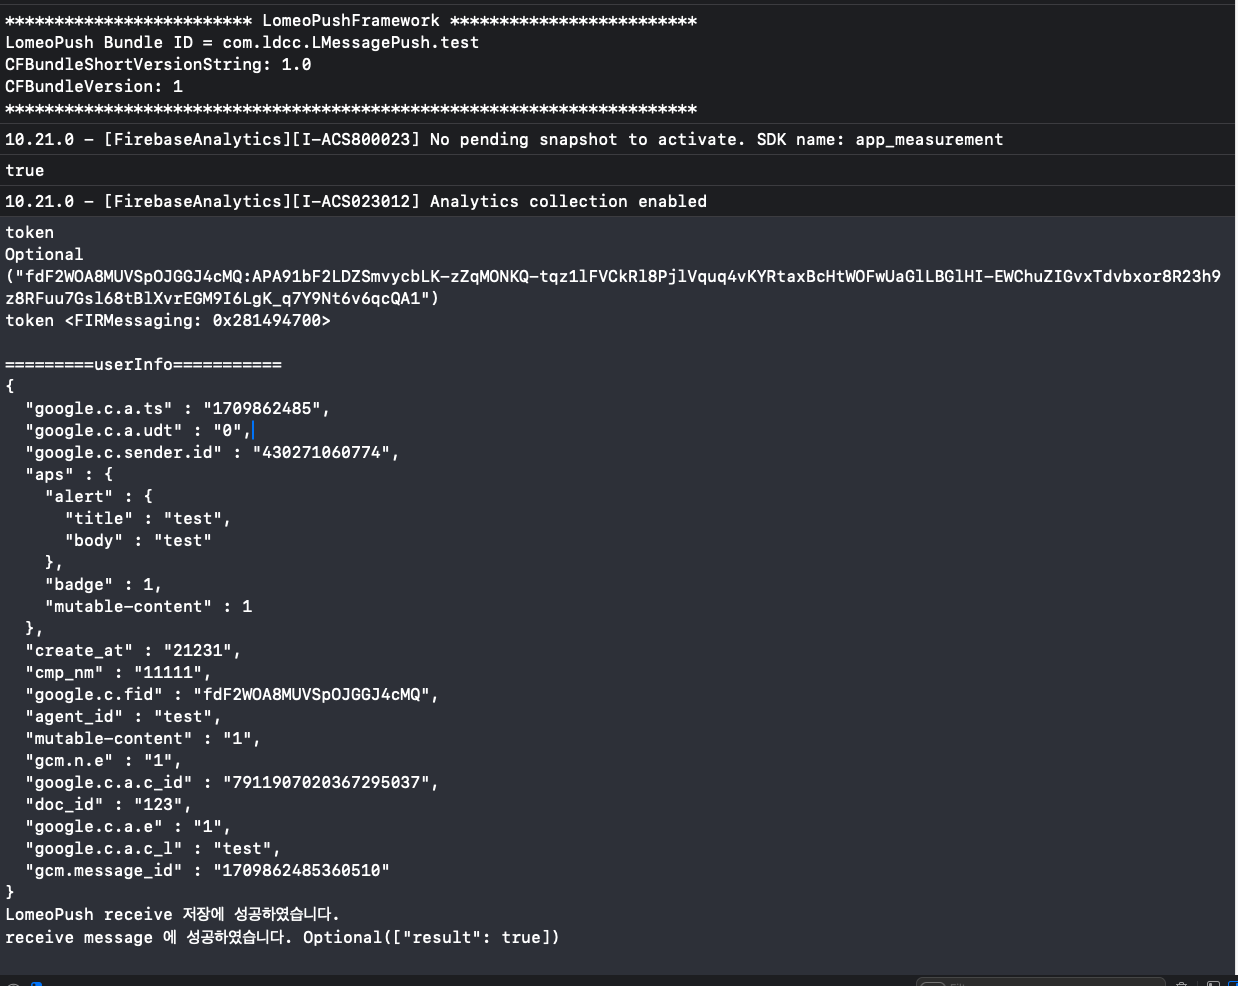 ************************* LomeoPushFramework *************************
LomeoPush Bundle ID = com.ldcc.LMessagePush.test
CFBundleShortVersionString: 1.0
CFBundleVersion: 1
**********************************************************************
10.21.0 - [FirebaseAnalytics][I-ACS800023] No pending snapshot to activate. SDK name: app_measurement
true
10.21.0 - [FirebaseAnalytics][I-ACS023012] Analytics collection enabled
token
Optional
("fdF2WOA8MUVSpOJGGJ4cMQ:APA91bF2LDZSmvycbLK-zZqMONKQ-tqz1lFVCkRl8PjlVquq4vKYRtaxBcHtWOFwUaGlLBGlHI-EWChuZIGvxTdvbxor8R23h9
z8RFuu7Gsl68tBlXvrEGM9I6LgK_q7Y9Nt6v6qcQA1")
token <FIRMessaging: 0x281494700>
=========userInfo===========
{
  "google.c.a.ts" : "1709862485",
  "google.c.a.udt" : "0",
  "google.c.sender.id" : "430271060774",
  "aps" : {
    "alert" : {
      "title" : "test",
      "body" : "test"
    },
    "badge" : 1,
    "mutable-content" : 1
  },
  "create_at" : "21231",
  "cmp_nm" : "11111",
  "google.c.fid" : "fdF2WOA8MUVSpOJGGJ4cMQ",
  "agent_id" : "test",
  "mutable-content" : "1",
  "gcm.n.e" : "1",
  "google.c.a.c_id" : "7911907020367295037",
  "doc_id" : "123",
  "google.c.a.e" : "1",
  "google.c.a.c_l" : "test",
  "gcm.message_id" : "1709862485360510"
}
LomeoPush receive 저장에 성공하였습니다.
receive message 에 성공하였습니다. Optional(["result": true])